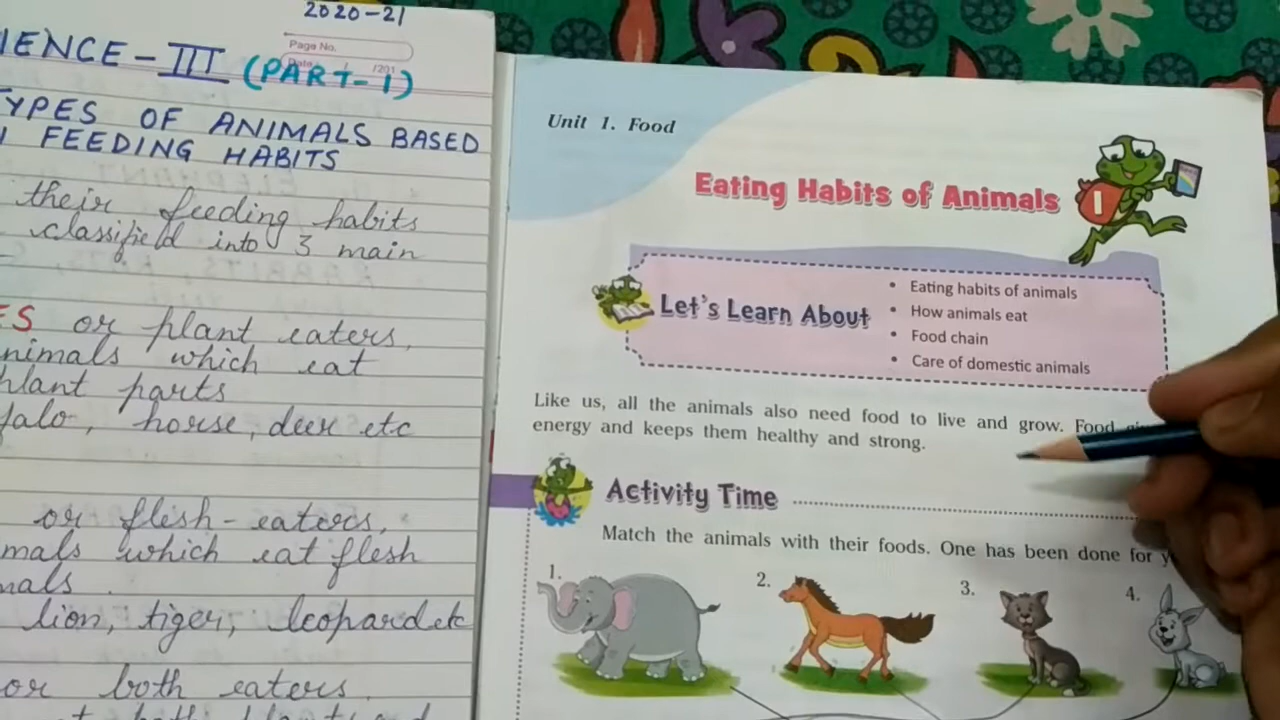 2020-21
IENCE - III (PART-1)
Page No.
TYPES OF ANIMALS BASED
FEEDING HABITS
their feeding habits
classifield into 3 main
ES or plant eaters,
nimals which eat
plant parts
falo, horse, deer etc
or flesh-eaters,
mals which eat flesh
mals.
lion, tiger, leopard etc
or both eaters.
Unit 1. Food
Eating Habits of Animals
1
Let's Learn About
• Eating habits of animals
• How animals eat
• Food chain
• Care of domestic animals
Like us, all the animals also need food to live and grow. Food
energy and keeps them healthy and strong.
Activity Time
Match the animals with their foods. One has been done for
1.
2.
3.
4.